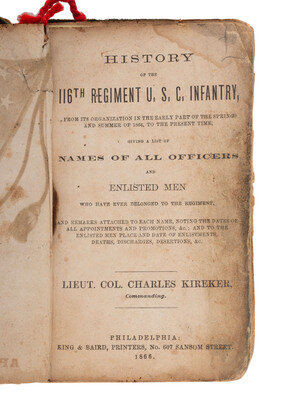 HISTORY
OF THE
116TH REGIMENT U. S. C. INFANTRY,
FROM ITS ORGANIZATION IN THE EARLY PART OF THE SPRING
AND SUMMER OF 1864, TO THE PRESENT TIME;
GIVING A LIST OF
NAMES OF ALL OFFICERS
AND
ENLISTED MEN
WHO HAVE EVER BELONGED TO THE REGIMENT,
AND REMARKS ATTACHED TO EACH NAME, NOTING THE DATES OF
ALL APPOINTMENTS AND PROMOTIONS, &c.; AND TO THE
ENLISTED MEN PLACE AND DATE OF ENLISTMENTS,
DEATHS, DISCHARGES, DESERTIONS, &c.
LIEUT. COL. CHARLES KIREKER,
Commanding.
PHILADELPHIA:
KING & BAIRD, PRINTERS, No. 607 SANSOM STREET.
1866.